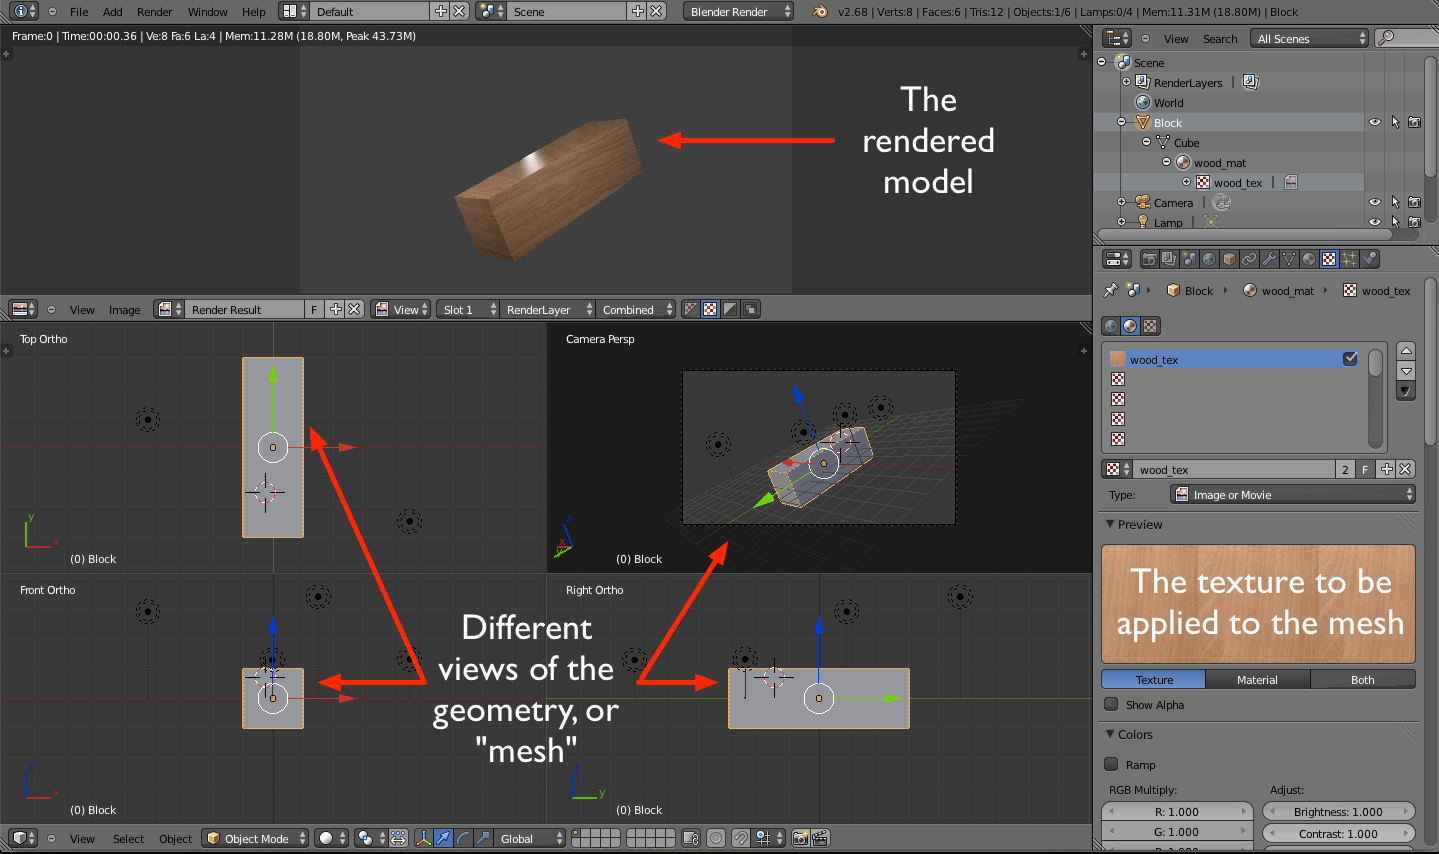 File Add Render Window Help Default Scene Blender Render v2.68 | Verts:8 | Faces:6 | Tris:12 | Objects:1/6 | Lamps:0/4 | Mem:11.31M (18.80M) | Block
Frame:0 | Time:00:00.36 | Ve:8 Fa:6 La:4 | Mem:11.28M (18.80M, Peak 43.73M)
The
rendered
model
View Image Render Result F View Slot 1 RenderLayer Combined
Top Ortho
y
x
(0) Block
Camera Persp
z
x
y
(0) Block
Front Ortho
z
x
(0) Block
Right Ortho
z
y
(0) Block
Different
views of the
geometry, or
"mesh"
View Select Object Object Mode Global
View Search All Scenes
Scene
RenderLayers |
World
Block
Cube
wood_mat
wood_tex |
Camera |
Lamp |
Block wood_mat wood_tex
wood_tex
wood_tex 2 F
Type: Image or Movie
Preview
The texture to be
applied to the mesh
Texture Material Both
Show Alpha
Colors
Ramp
RGB Multiply: Adjust:
R: 1.000 Brightness: 1.000
G: 1.000 Contrast: 1.000